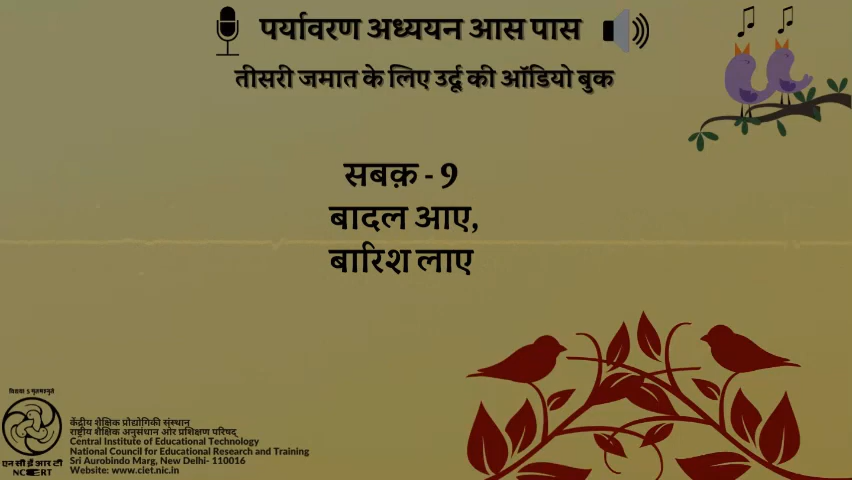 पर्यावरण अध्ययन आस पास
तीसरी जमात के लिए उर्दू की ऑडियो बुक
सबक़ - 9
बादल आए,
बारिश लाए
विद्यया ऽ मृतमश्नुते
एन सी ई आर टी
NCERT
केंद्रीय शैक्षिक प्रौद्योगिकी संस्थान
राष्ट्रीय शैक्षिक अनुसंधान और प्रशिक्षण परिषद्
Central Institute of Educational Technology
National Council for Educational Research and Training
Sri Aurobindo Marg, New Delhi- 110016
Website: www.ciet.nic.in